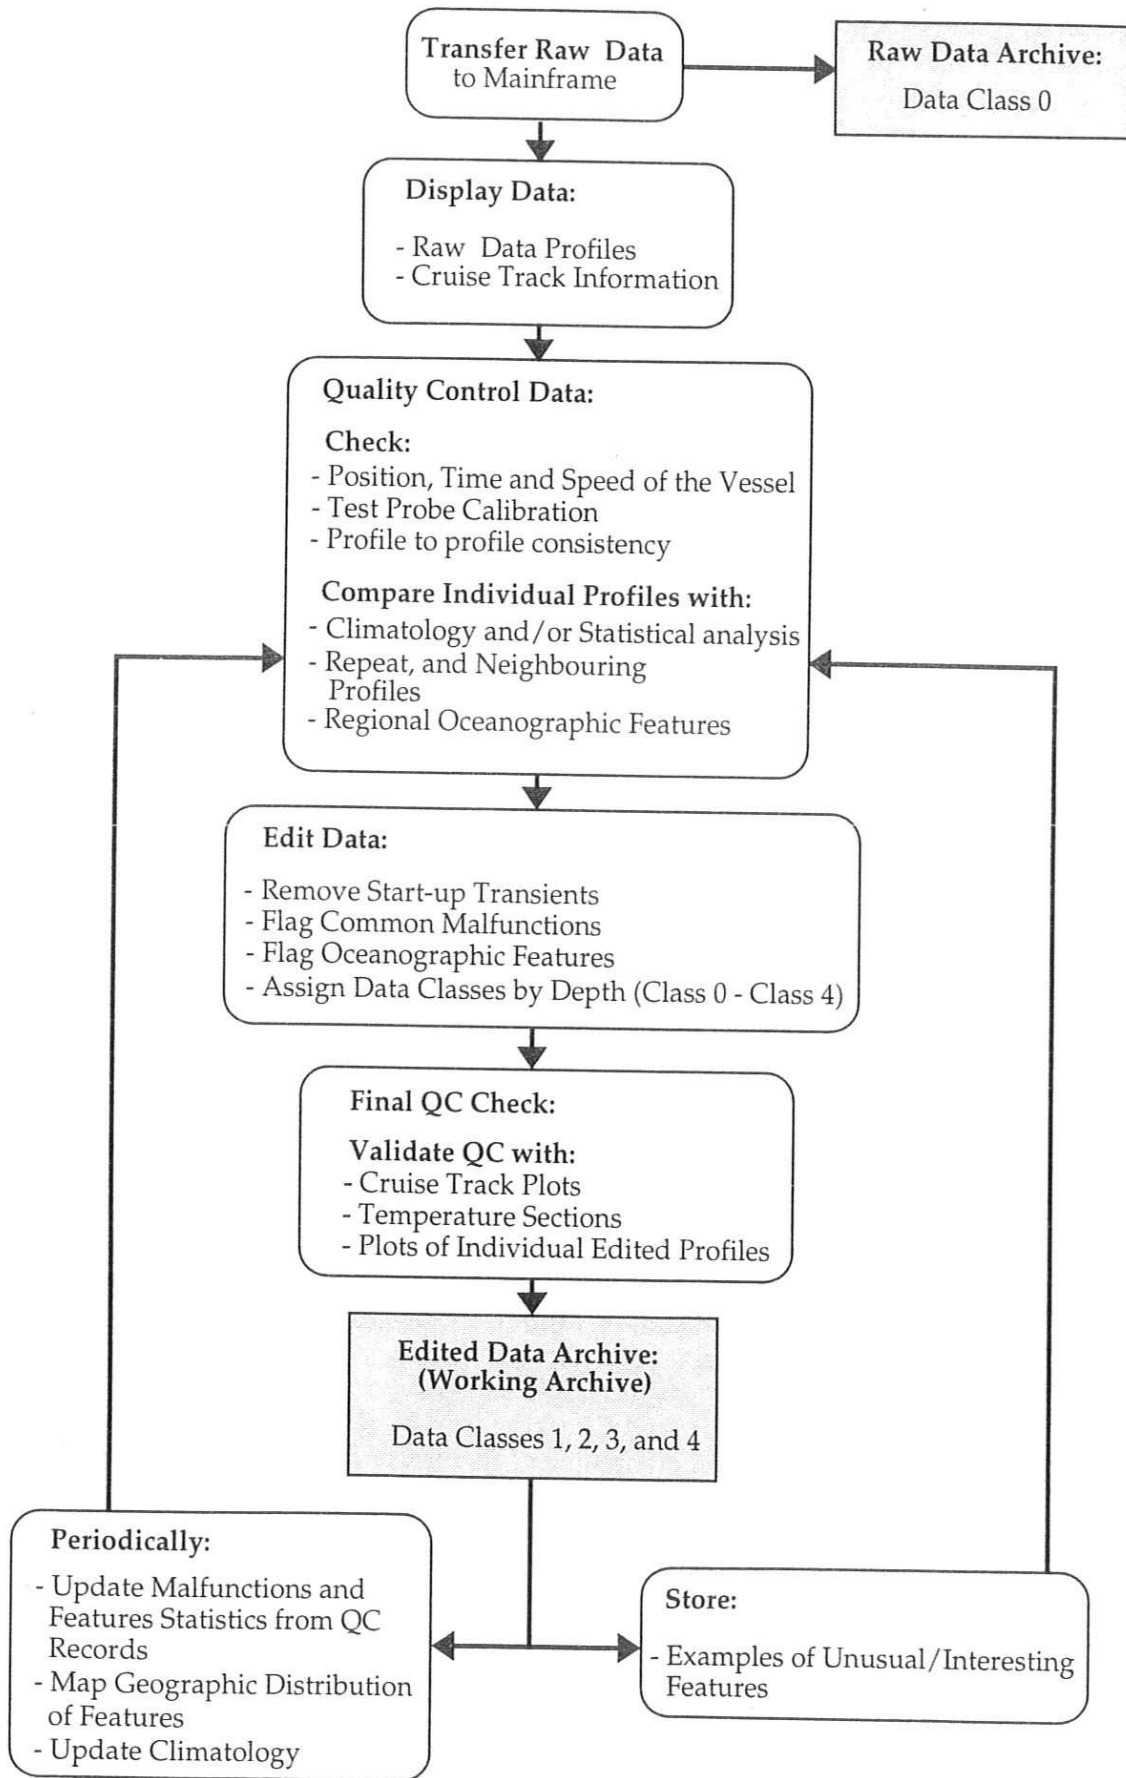 Transfer Raw Data
to Mainframe
Raw Data Archive:
Data Class 0
Display Data:
- Raw Data Profiles
- Cruise Track Information
Quality Control Data:
Check:
- Position, Time and Speed of the Vessel
- Test Probe Calibration
- Profile to profile consistency
Compare Individual Profiles with:
- Climatology and/or Statistical analysis
- Repeat, and Neighbouring
Profiles
- Regional Oceanographic Features
Edit Data:
- Remove Start-up Transients
- Flag Common Malfunctions
- Flag Oceanographic Features
- Assign Data Classes by Depth (Class 0 - Class 4)
Final QC Check:
Validate QC with:
- Cruise Track Plots
- Temperature Sections
- Plots of Individual Edited Profiles
Edited Data Archive:
(Working Archive)
Data Classes 1, 2, 3, and 4
Periodically:
- Update Malfunctions and
Features Statistics from QC
Records
- Map Geographic Distribution
of Features
- Update Climatology
Store:
- Examples of Unusual/Interesting
Features